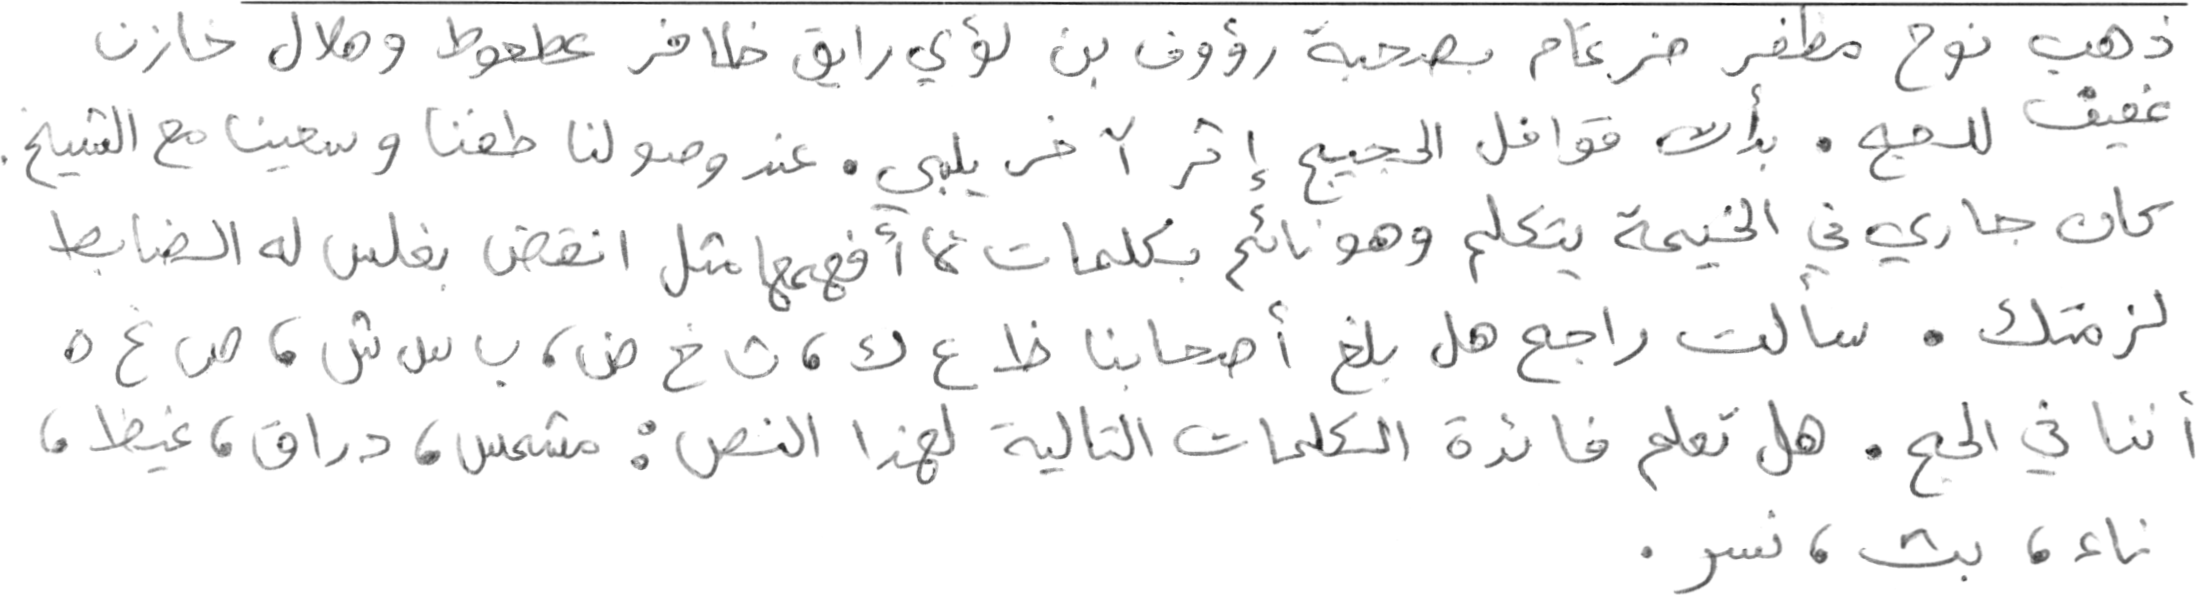 ذهب نوح مظفر ضرغام بصحبة رؤوف بن لؤي رايق ظافر عطعوط وهلال خازن
عفيف للحج . بدأت قوافل الحجيج إثر آخر يلبي . عند وصولنا طفنا وسعينا مع الشيخ .
كان جاري في الخيمة يتكلم وهو نائم بكلمات لا أفهمها مثل انقض بغلس له الضابط
لزمتك . سألت راجح هل بلغ أصحابنا ظ ع ك ، ث خ ض ، ب س ش ، ص غ ه
أننا في الحج . هل تعلم فائدة الكلمات التالية لهذا النص : مشمس ، دراق ، غيظ ،
ناء ، بث ، نسر .